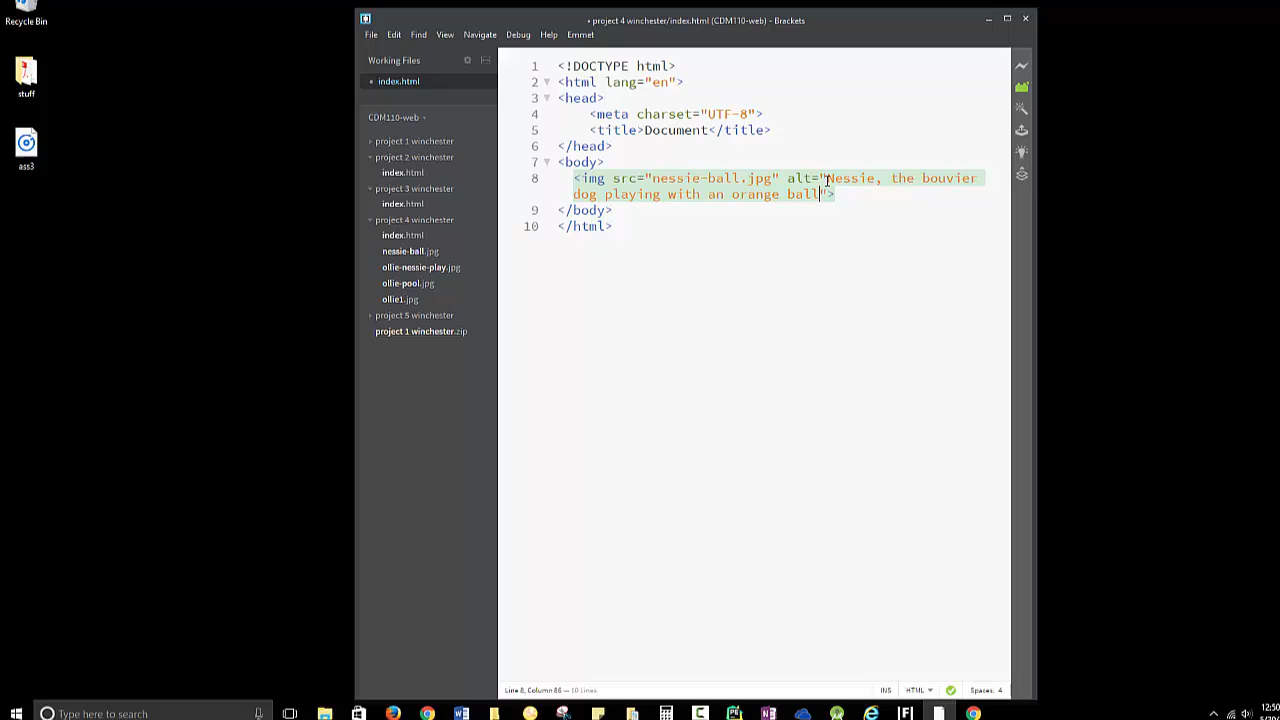 Recycle Bin
stuff
ass3
• project 4 winchester/index.html (CDM110-web) - Brackets
File Edit Find View Navigate Debug Help Emmet
Working Files
• index.html
CDM110-web
project 1 winchester
project 2 winchester
index.html
project 3 winchester
index.html
project 4 winchester
index.html
nessie-ball.jpg
ollie-nessie-play.jpg
ollie-pool.jpg
ollie1.jpg
project 5 winchester
project 1 winchester.zip
1 <!DOCTYPE html>
2 <html lang="en">
3 <head>
4 <meta charset="UTF-8">
5 <title>Document</title>
6 </head>
7 <body>
8 <img src="nessie-ball.jpg" alt="Nessie, the bouvier
dog playing with an orange ball">
9 </body>
10 </html>
Line 8, Column 86 — 10 Lines
INS HTML Spaces: 4
Type here to search
12:50